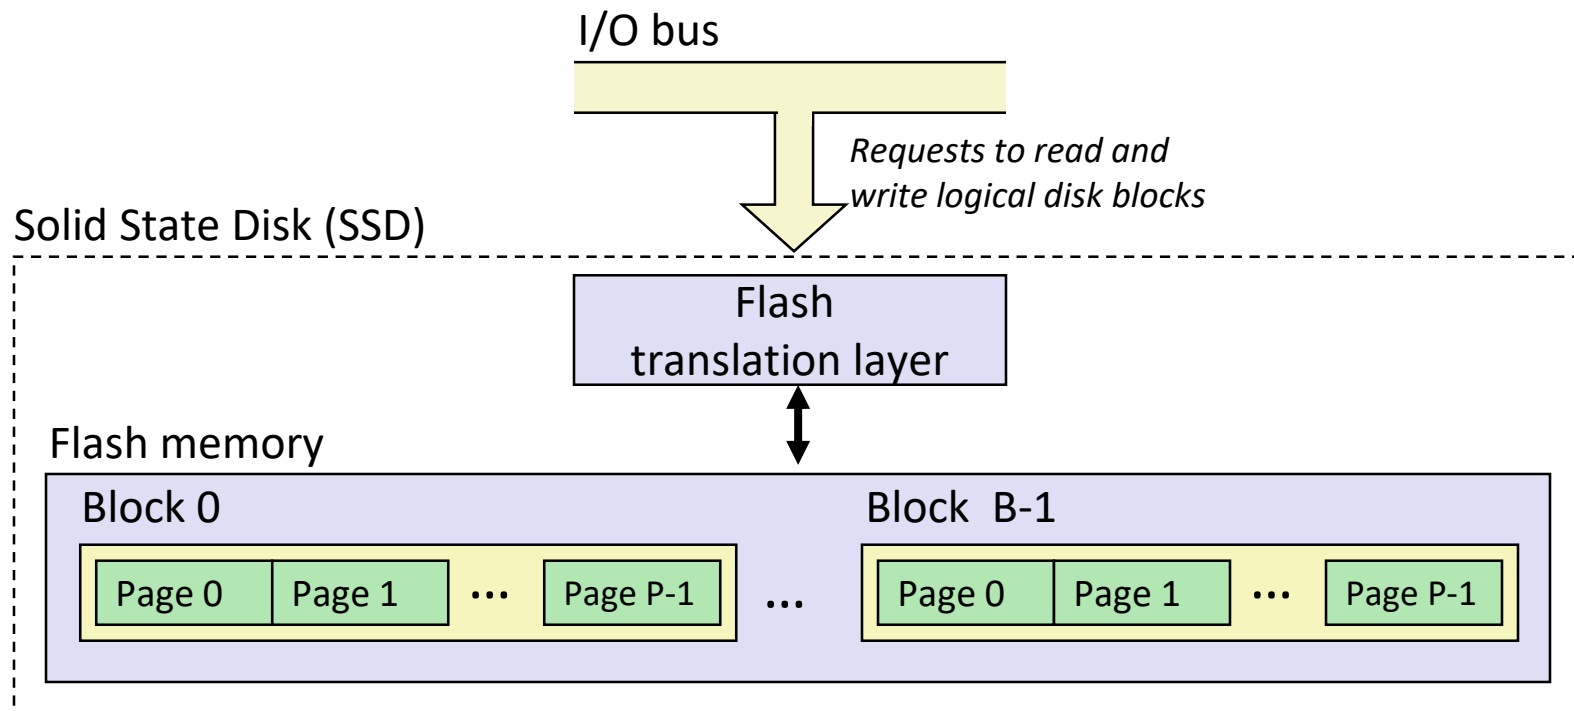 I/O bus
Requests to read and
write logical disk blocks
Solid State Disk (SSD)
Flash
translation layer
Flash memory
Block 0
Block B-1
Page 0 Page 1 ... Page P-1 ... Page 0 Page 1 ... Page P-1